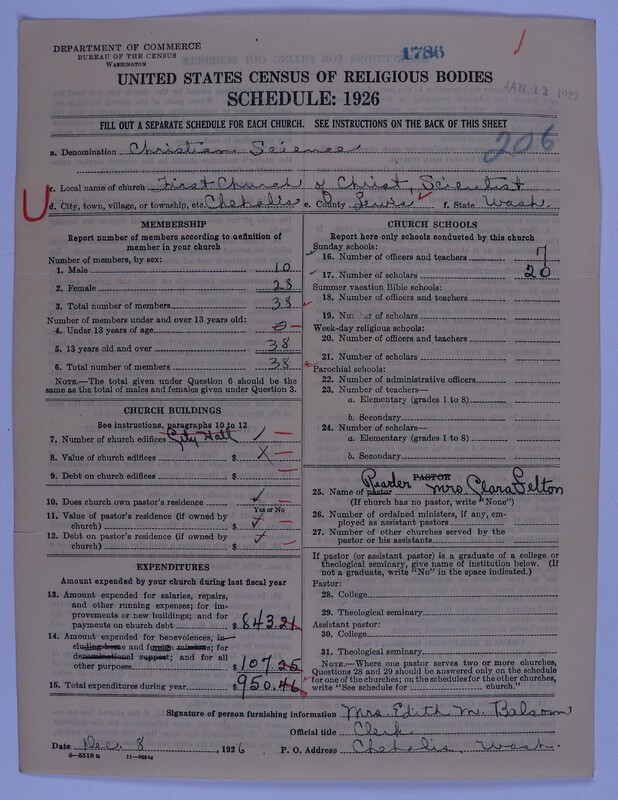 DEPARTMENT OF COMMERCE
BUREAU OF THE CENSUS
WASHINGTON
1786
UNITED STATES CENSUS OF RELIGIOUS BODIES
JAN 12 1927
SCHEDULE: 1926
FILL OUT A SEPARATE SCHEDULE FOR EACH CHURCH. SEE INSTRUCTIONS ON THE BACK OF THIS SHEET
206
a. Denomination Christian Science
c. Local name of church First Church of Christ, Scientist
d. City, town, village, or township, etc. Chehalis e. County Lewis f. State Wash.
MEMBERSHIP
Report number of members according to definition of
member in your church
Number of members, by sex:
1. Male 10
2. Female 28
3. Total number of members 38
Number of members under and over 13 years old:
4. Under 13 years of age 0
5. 13 years old and over 38
6. Total number of members 38
NOTE.—The total given under Question 6 should be
the same as the total of males and females given under Question 3.
CHURCH BUILDINGS
See instructions, paragraphs 10 to 12
7. Number of church edifices City Hall
8. Value of church edifices $ X
9. Debt on church edifices $
10. Does church own pastor's residence
Yes or No
11. Value of pastor's residence (if owned by
church) $
12. Debt on pastor's residence (if owned by
church) $
EXPENDITURES
Amount expended by your church during last fiscal year
13. Amount expended for salaries, repairs,
and other running expenses; for im-
provements or new buildings; and for
payments on church debt $ 843.21
14. Amount expended for benevolences, in-
cluding home and foreign missions; for
denominational support; and for all
other purposes $ 107.25
15. Total expenditures during year $ 950.46
CHURCH SCHOOLS
Report here only schools conducted by this church
Sunday schools:
16. Number of officers and teachers 7
17. Number of scholars 20
Summer vacation Bible schools:
18. Number of officers and teachers
19. Number of scholars
Week-day religious schools:
20. Number of officers and teachers
21. Number of scholars
Parochial schools:
22. Number of administrative officers
23. Number of teachers—
a. Elementary (grades 1 to 8)
b. Secondary
24. Number of scholars—
a. Elementary (grades 1 to 8)
b. Secondary
PASTOR
Reader
25. Name of pastor Mrs. Clara Felton
(If church has no pastor, write "None")
26. Number of ordained ministers, if any, em-
ployed as assistant pastors
27. Number of other churches served by the
pastor or his assistants
If pastor (or assistant pastor) is a graduate of a college or
theological seminary, give name of institution below. (If
not a graduate, write "No" in the space indicated.)
Pastor:
28. College
29. Theological seminary
Assistant pastor:
30. College
31. Theological seminary
NOTE.—Where one pastor serves two or more churches,
Questions 28 and 29 should be answered only on the schedule
for one of the churches; on the schedules for the other churches,
write "See schedule for church."
Signature of person furnishing information Mrs. Edith M. Balsom
Official title Clerk
Date Dec. 8, 1926 P. O. Address Chehalis, Wash.
8-5518 a